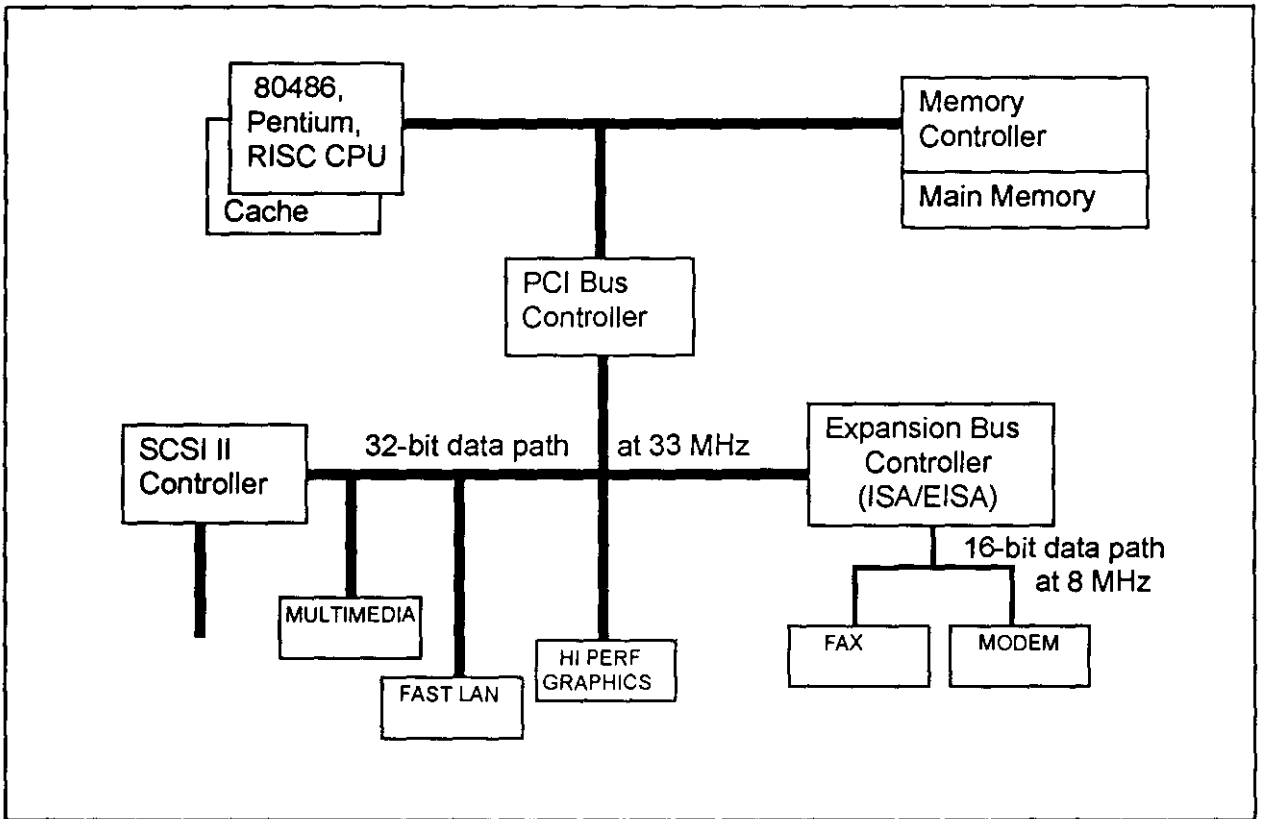 80486,
Pentium,
RISC CPU
Cache
Memory
Controller
Main Memory
PCI Bus
Controller
SCSI II
Controller
32-bit data path at 33 MHz
Expansion Bus
Controller
(ISA/EISA)
16-bit data path
at 8 MHz
MULTIMEDIA
FAST LAN
HI PERF
GRAPHICS
FAX
MODEM